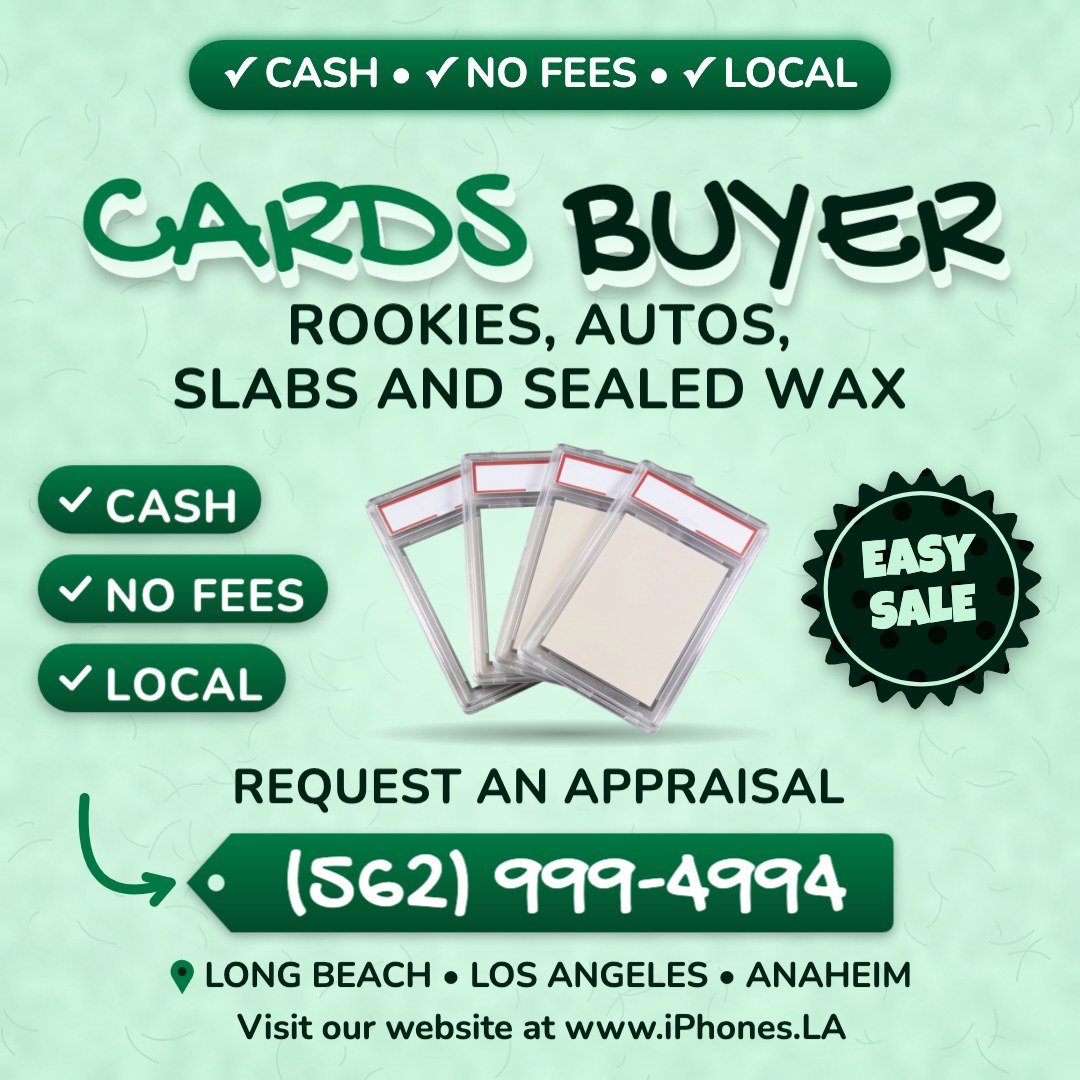 ✓ CASH • ✓ NO FEES • ✓ LOCAL
CARDS BUYER
ROOKIES, AUTOS,
SLABS AND SEALED WAX
✓ CASH
✓ NO FEES
✓ LOCAL
EASY
SALE
REQUEST AN APPRAISAL
(562) 999-4994
LONG BEACH • LOS ANGELES • ANAHEIM
Visit our website at www.iPhones.LA